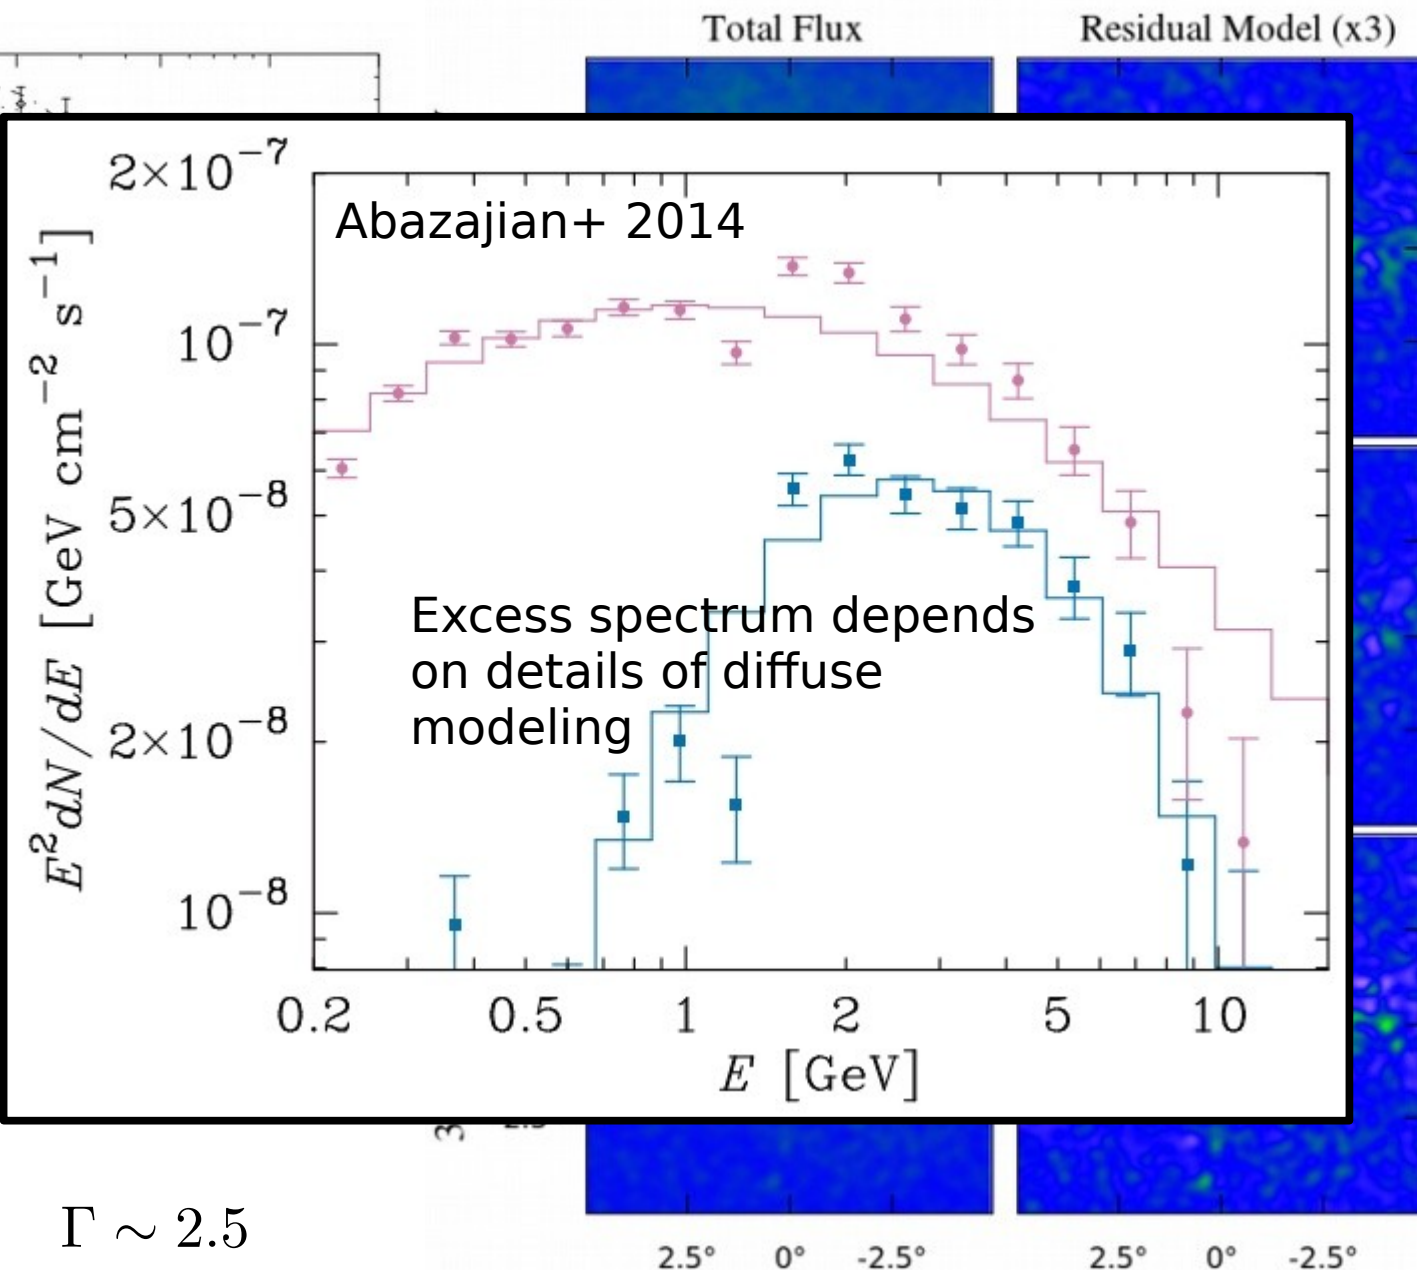 Total Flux
Residual Model (x3)
2×10⁻⁷
10⁻⁷
5×10⁻⁸
2×10⁻⁸
10⁻⁸
E²dN/dE [GeV cm⁻² s⁻¹]
Abazajian+ 2014
Excess spectrum depends
on details of diffuse
modeling
0.2 0.5 1 2 5 10
E [GeV]
Γ ∼ 2.5
2.5° 0° -2.5°
2.5° 0° -2.5°